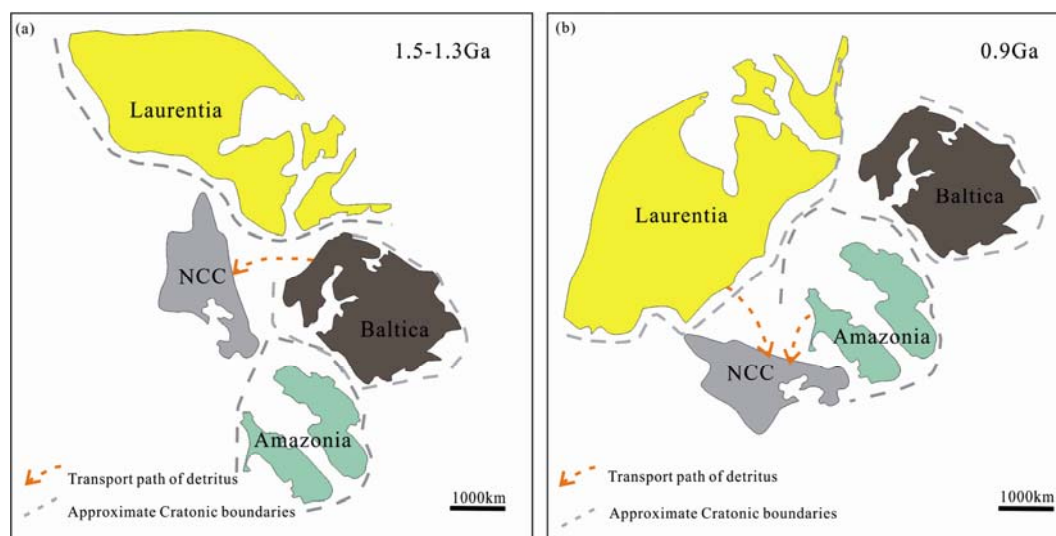 (a)
1.5-1.3Ga
Laurentia
NCC
Baltica
Amazonia
Transport path of detritus
Approximate Cratonic boundaries
1000km
(b)
0.9Ga
Laurentia
Baltica
Amazonia
NCC
Transport path of detritus
Approximate Cratonic boundaries
1000km